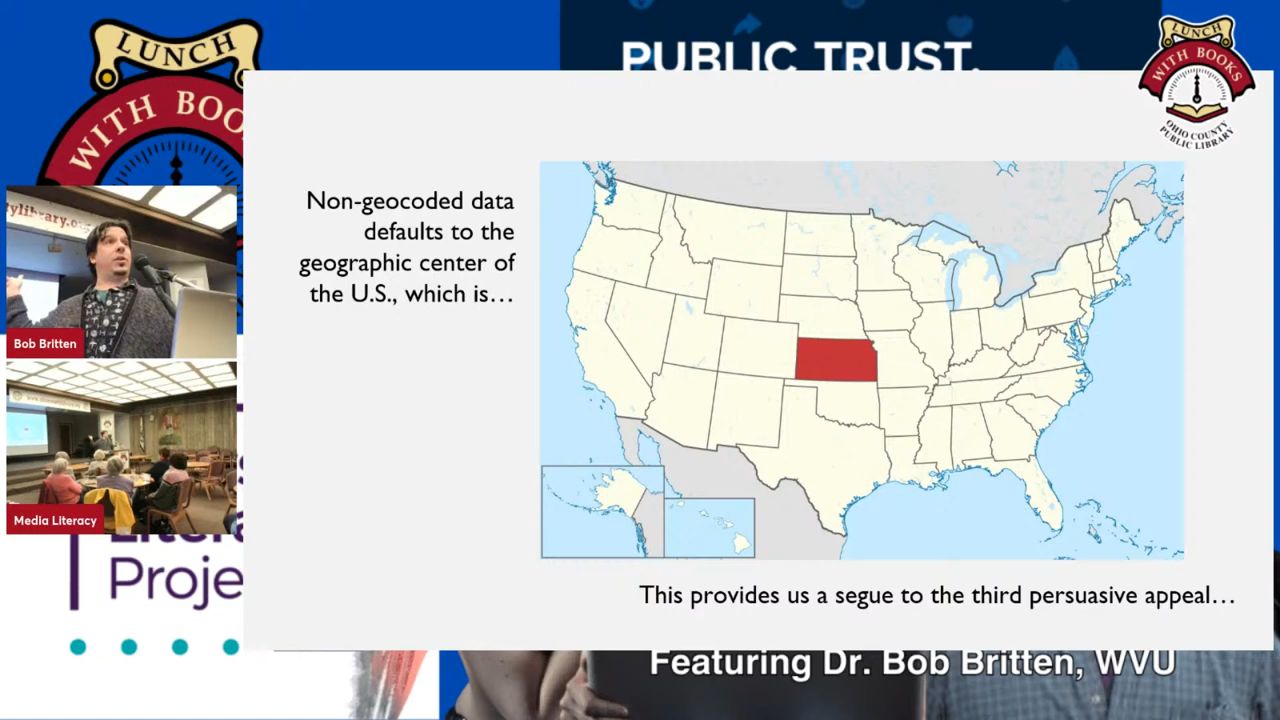 LUNCH
WITH BOO
PUBLIC TRUST.
LUNCH
WITH BOOKS
OHIO COUNTY
PUBLIC LIBRARY
Non-geocoded data
defaults to the
geographic center of
the U.S., which is…
ylibrary.o
Bob Britten
Media Literacy
Proje
This provides us a segue to the third persuasive appeal…
Featuring Dr. Bob Britten, WVU